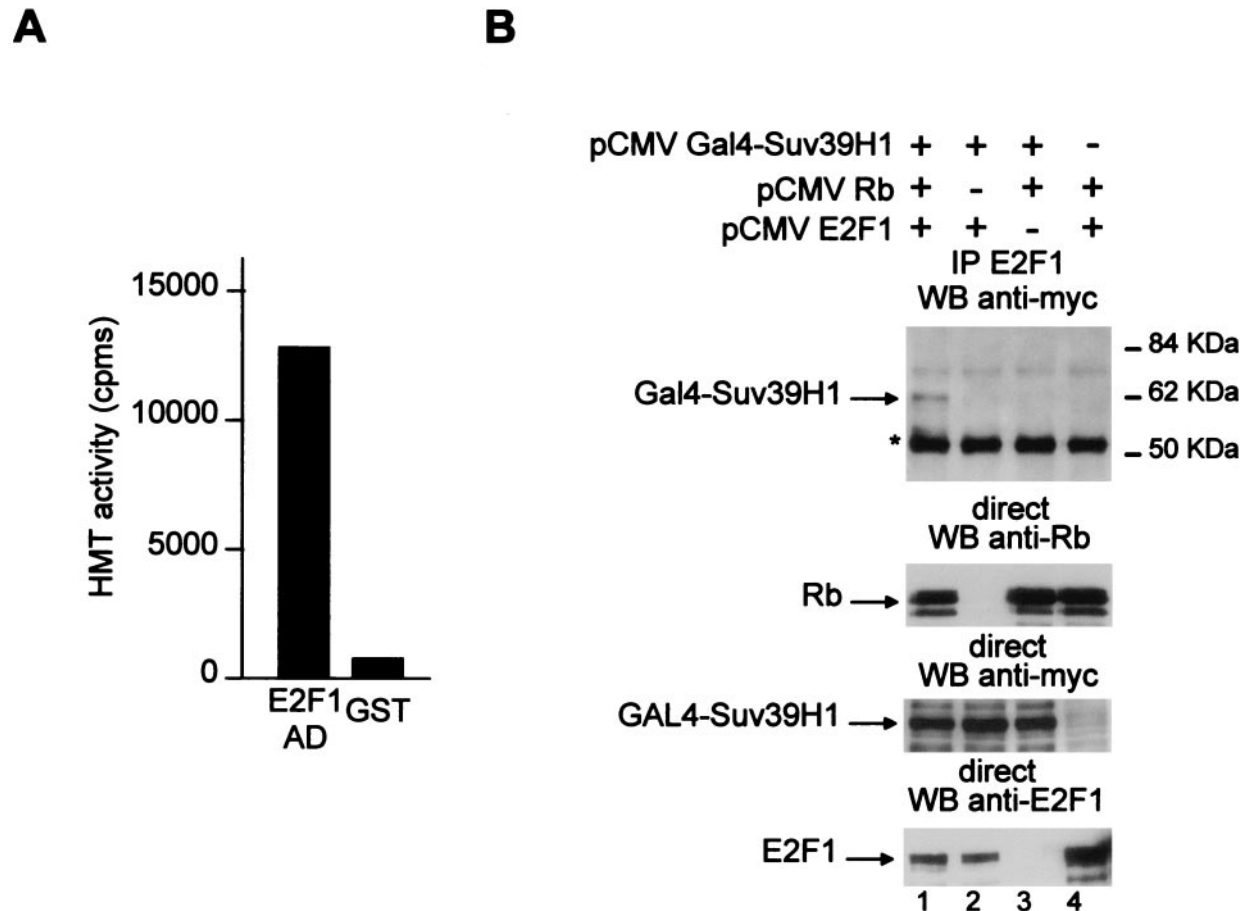 A
B
HMT activity (cpms)
15000
10000
5000
0
E2F1
AD
GST
pCMV Gal4-Suv39H1 + + + -
pCMV Rb + - + +
pCMV E2F1 + + - +
IP E2F1
WB anti-myc
84 KDa
Gal4-Suv39H1
62 KDa
*
50 KDa
direct
WB anti-Rb
Rb
direct
WB anti-myc
GAL4-Suv39H1
direct
WB anti-E2F1
E2F1
1 2 3 4